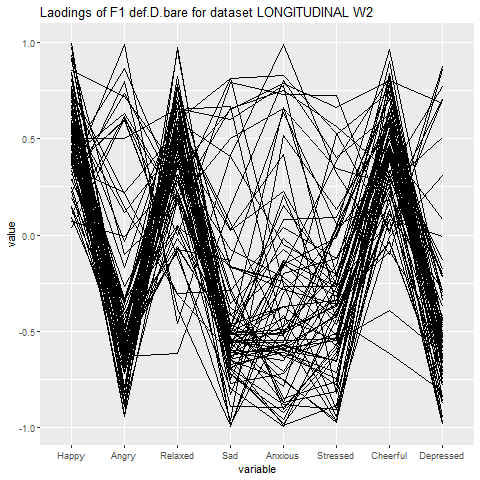 Laodings of F1 def.D.bare for dataset LONGITUDINAL W2
1.0
0.5
0.0
-0.5
-1.0
value
Happy Angry Relaxed Sad Anxious Stressed Cheerful Depressed
variable